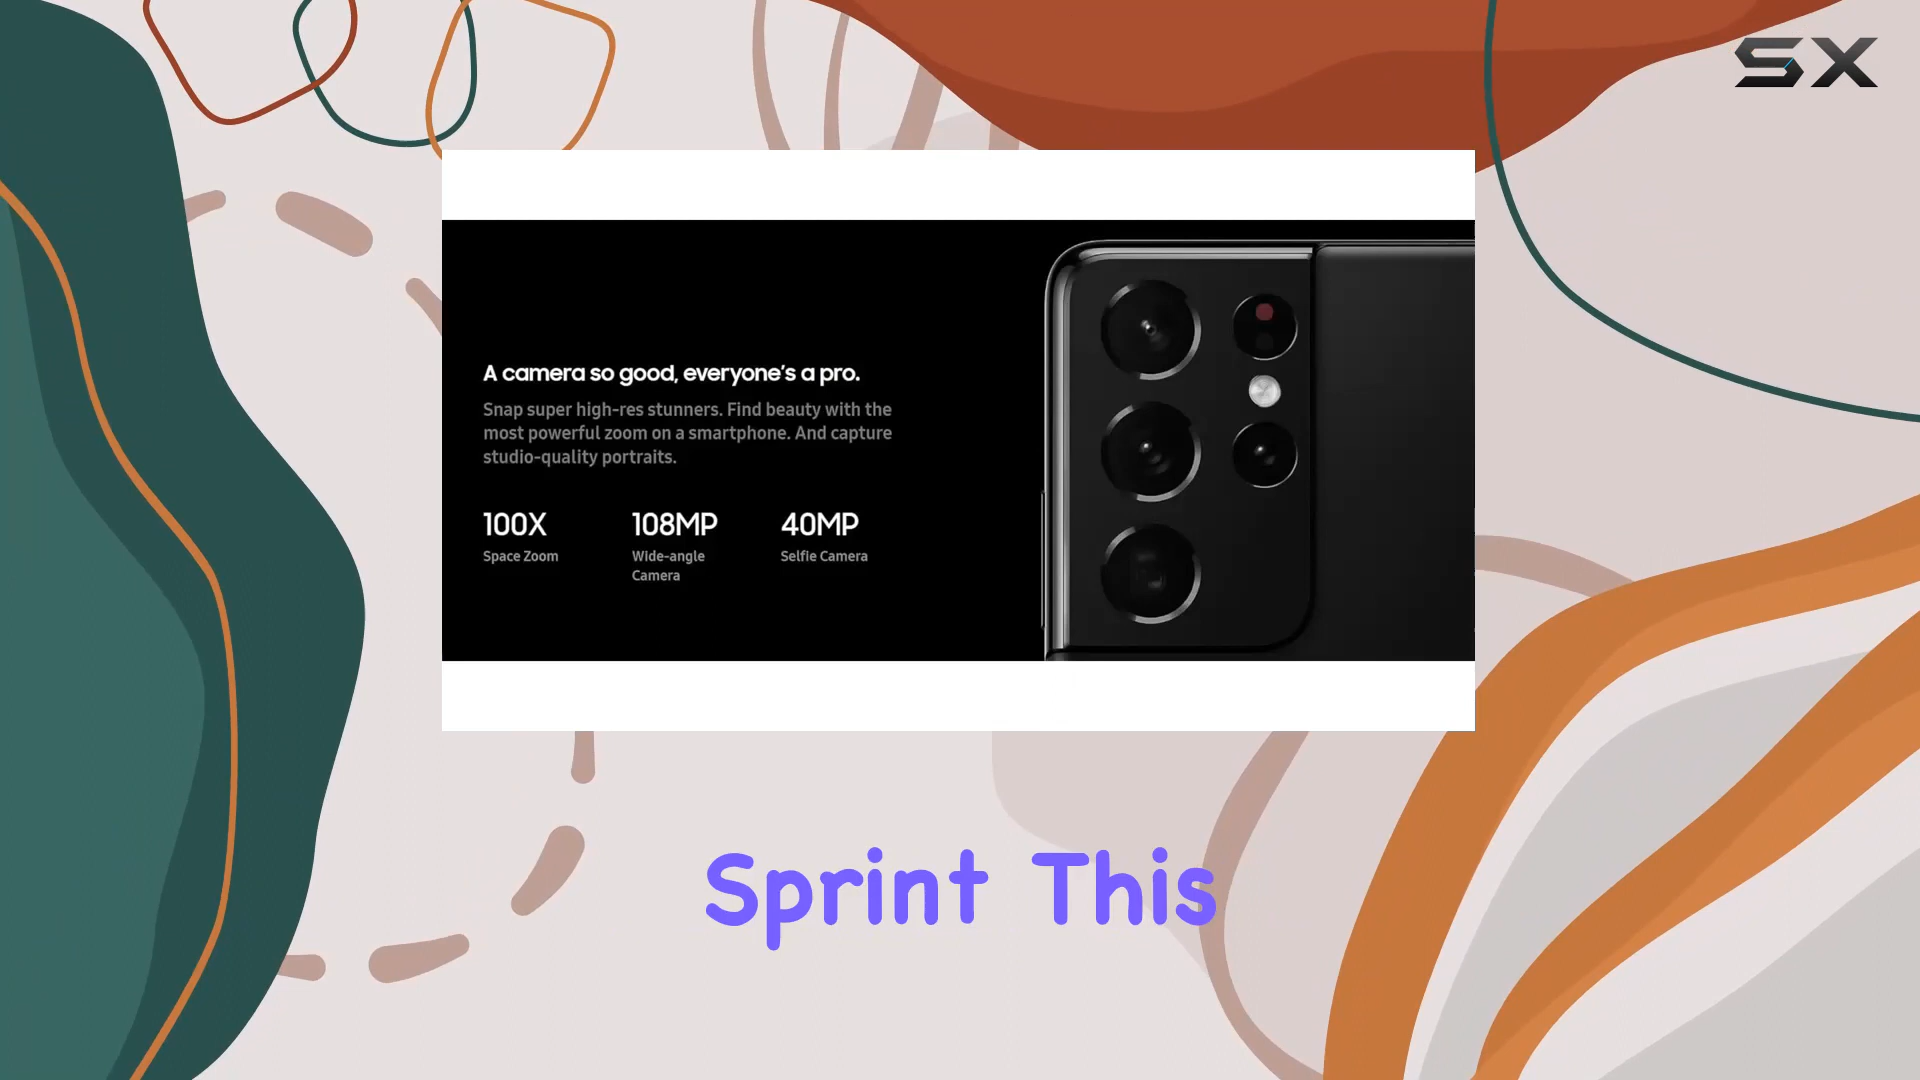 SX
A camera so good, everyone's a pro.
Snap super high-res stunners. Find beauty with the
most powerful zoom on a smartphone. And capture
studio-quality portraits.
100X 108MP 40MP
Space Zoom Wide-angle Selfie Camera
Camera
Sprint This